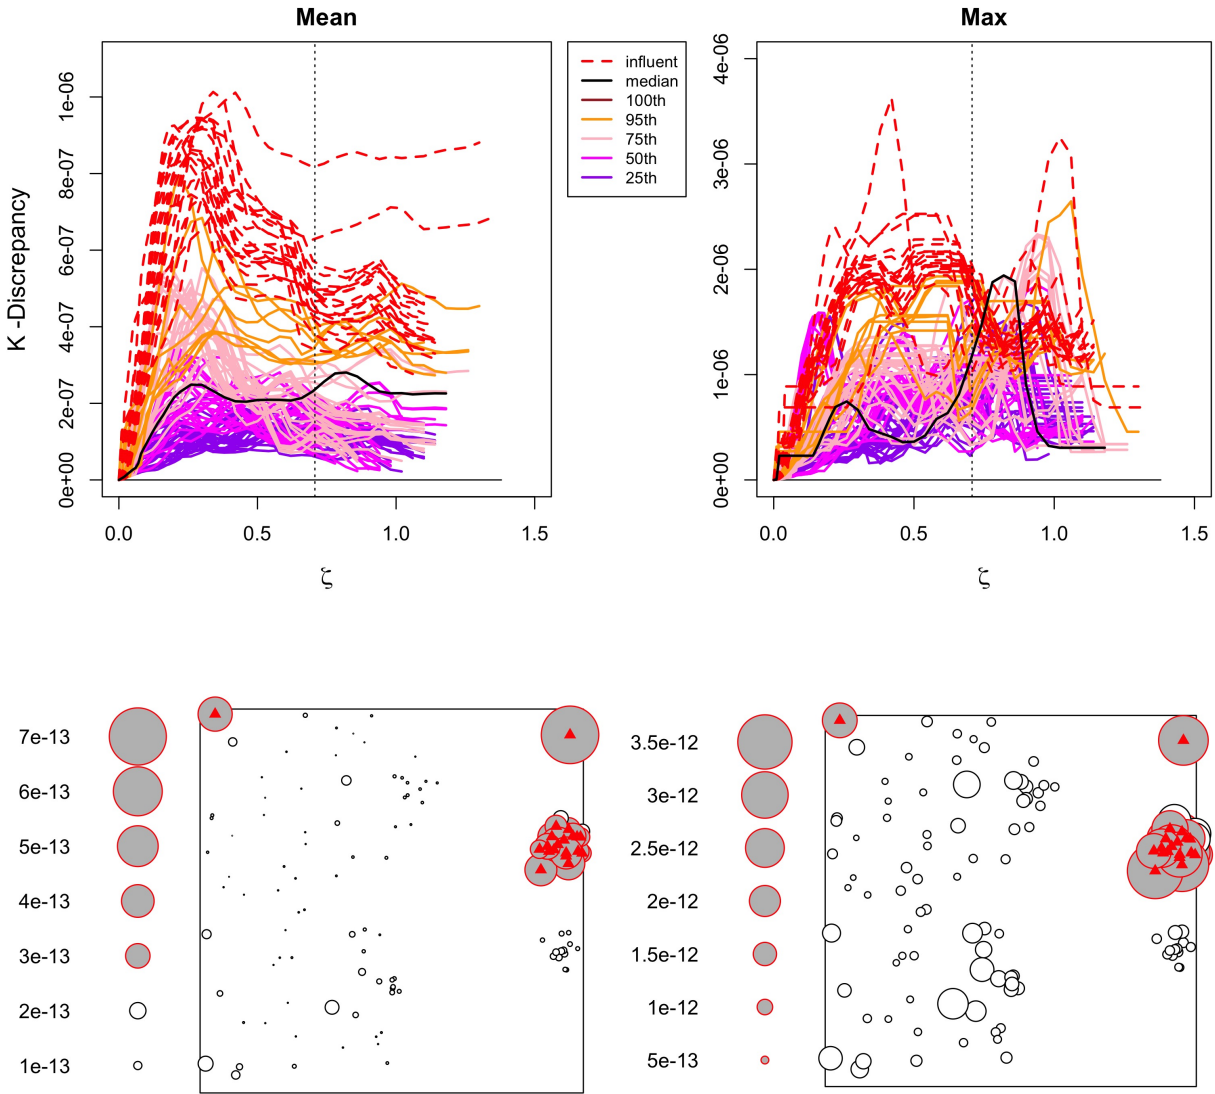 Mean
Max
K -Discrepancy
0e+00 2e-07 4e-07 6e-07 8e-07 1e-06
0.0 0.5 1.0 1.5
ζ
influent
median
100th
95th
75th
50th
25th
0e+00 1e-06 2e-06 3e-06 4e-06
0.0 0.5 1.0 1.5
ζ
7e-13
6e-13
5e-13
4e-13
3e-13
2e-13
1e-13
3.5e-12
3e-12
2.5e-12
2e-12
1.5e-12
1e-12
5e-13